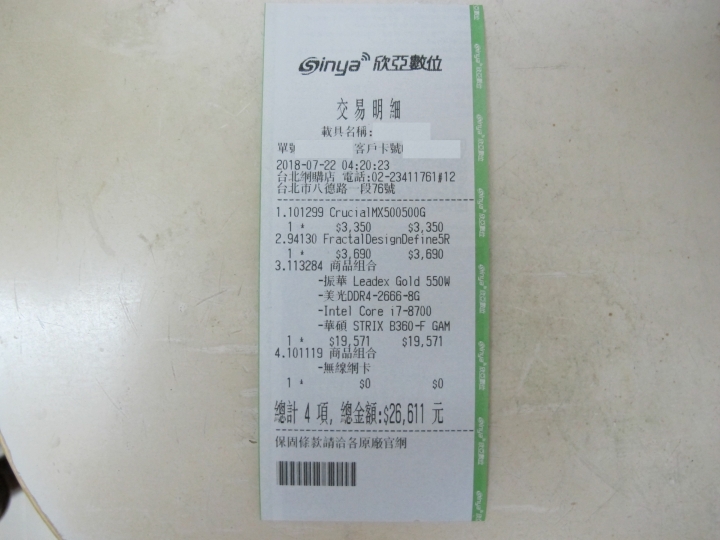 Sinya 欣亞數位
交易明細
載具名稱:
單號 客戶卡號
2018-07-22 04:20:23
台北網購店 電話:02-23411761#12
台北市八德路一段76號
1.101299 CrucialMX500500G
1 * $3,350 $3,350
2.94130 FractalDesignDefine5R
1 * $3,690 $3,690
3.113284 商品組合
-振華 Leadex Gold 550W
-美光DDR4-2666-8G
-Intel Core i7-8700
-華碩 STRIX B360-F GAM
1 * $19,571 $19,571
4.101119 商品組合
-無線網卡
1 * $0 $0
總計 4 項, 總金額:$26,611 元
保固條款請洽各原廠官網